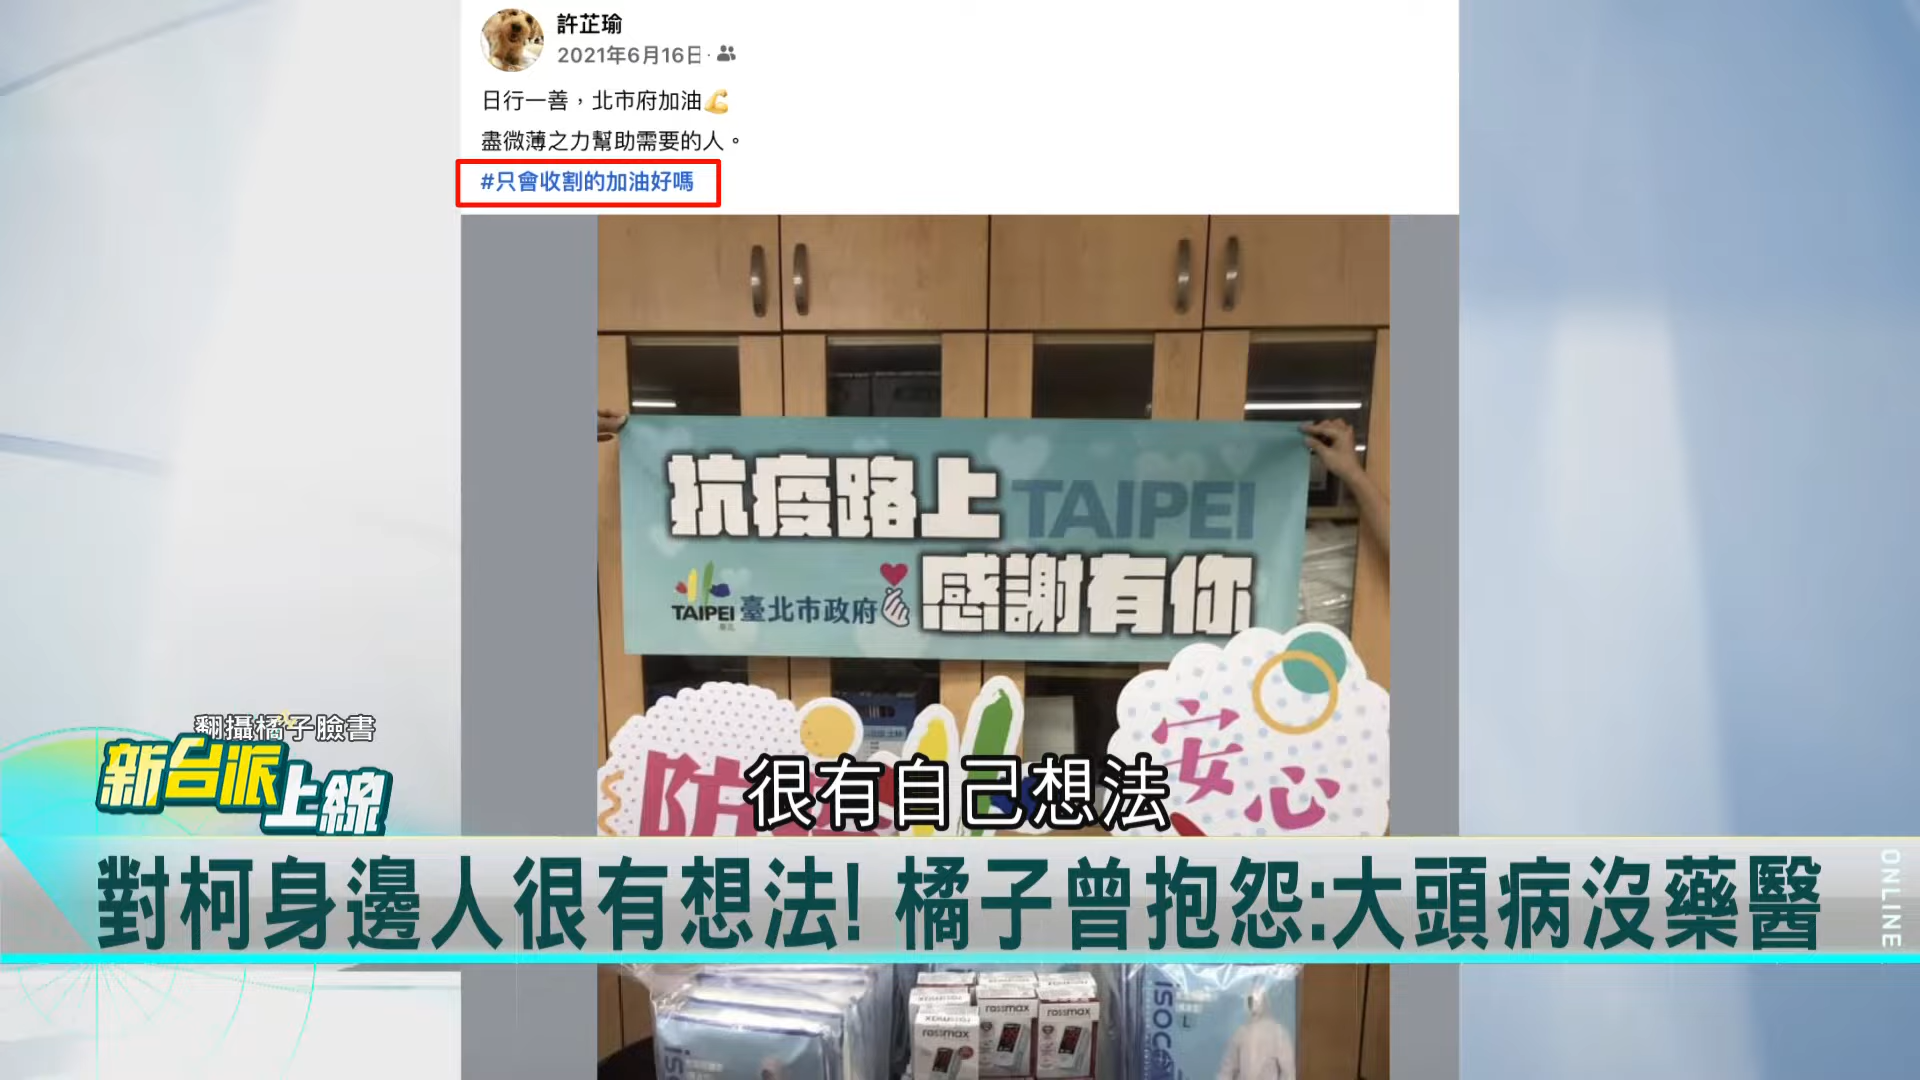 許芷瑜
2021年6月16日
日行一善，北市府加油
盡微薄之力幫助需要的人。
#只會收割的加油好嗎
抗疫路上 TAIPEI
感謝有你
TAIPEI 臺北市政府
防
安心
翻攝橘子臉書
新台派上線
很有自己想法
對柯身邊人很有想法! 橘子曾抱怨:大頭病沒藥醫
ONLINE
rossmax
rossmax
rossmax